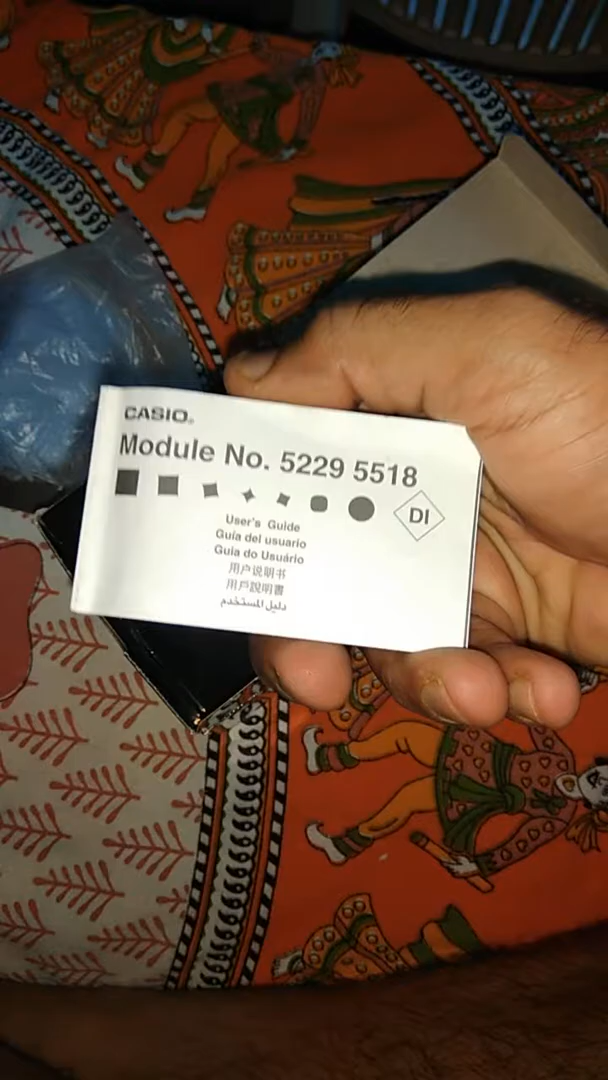 CASIO®
Module No. 5229 5518
DI
User's Guide
Guía del usuario
Guia do Usuário
用户说明书
用戶說明書
دليل المستخدم